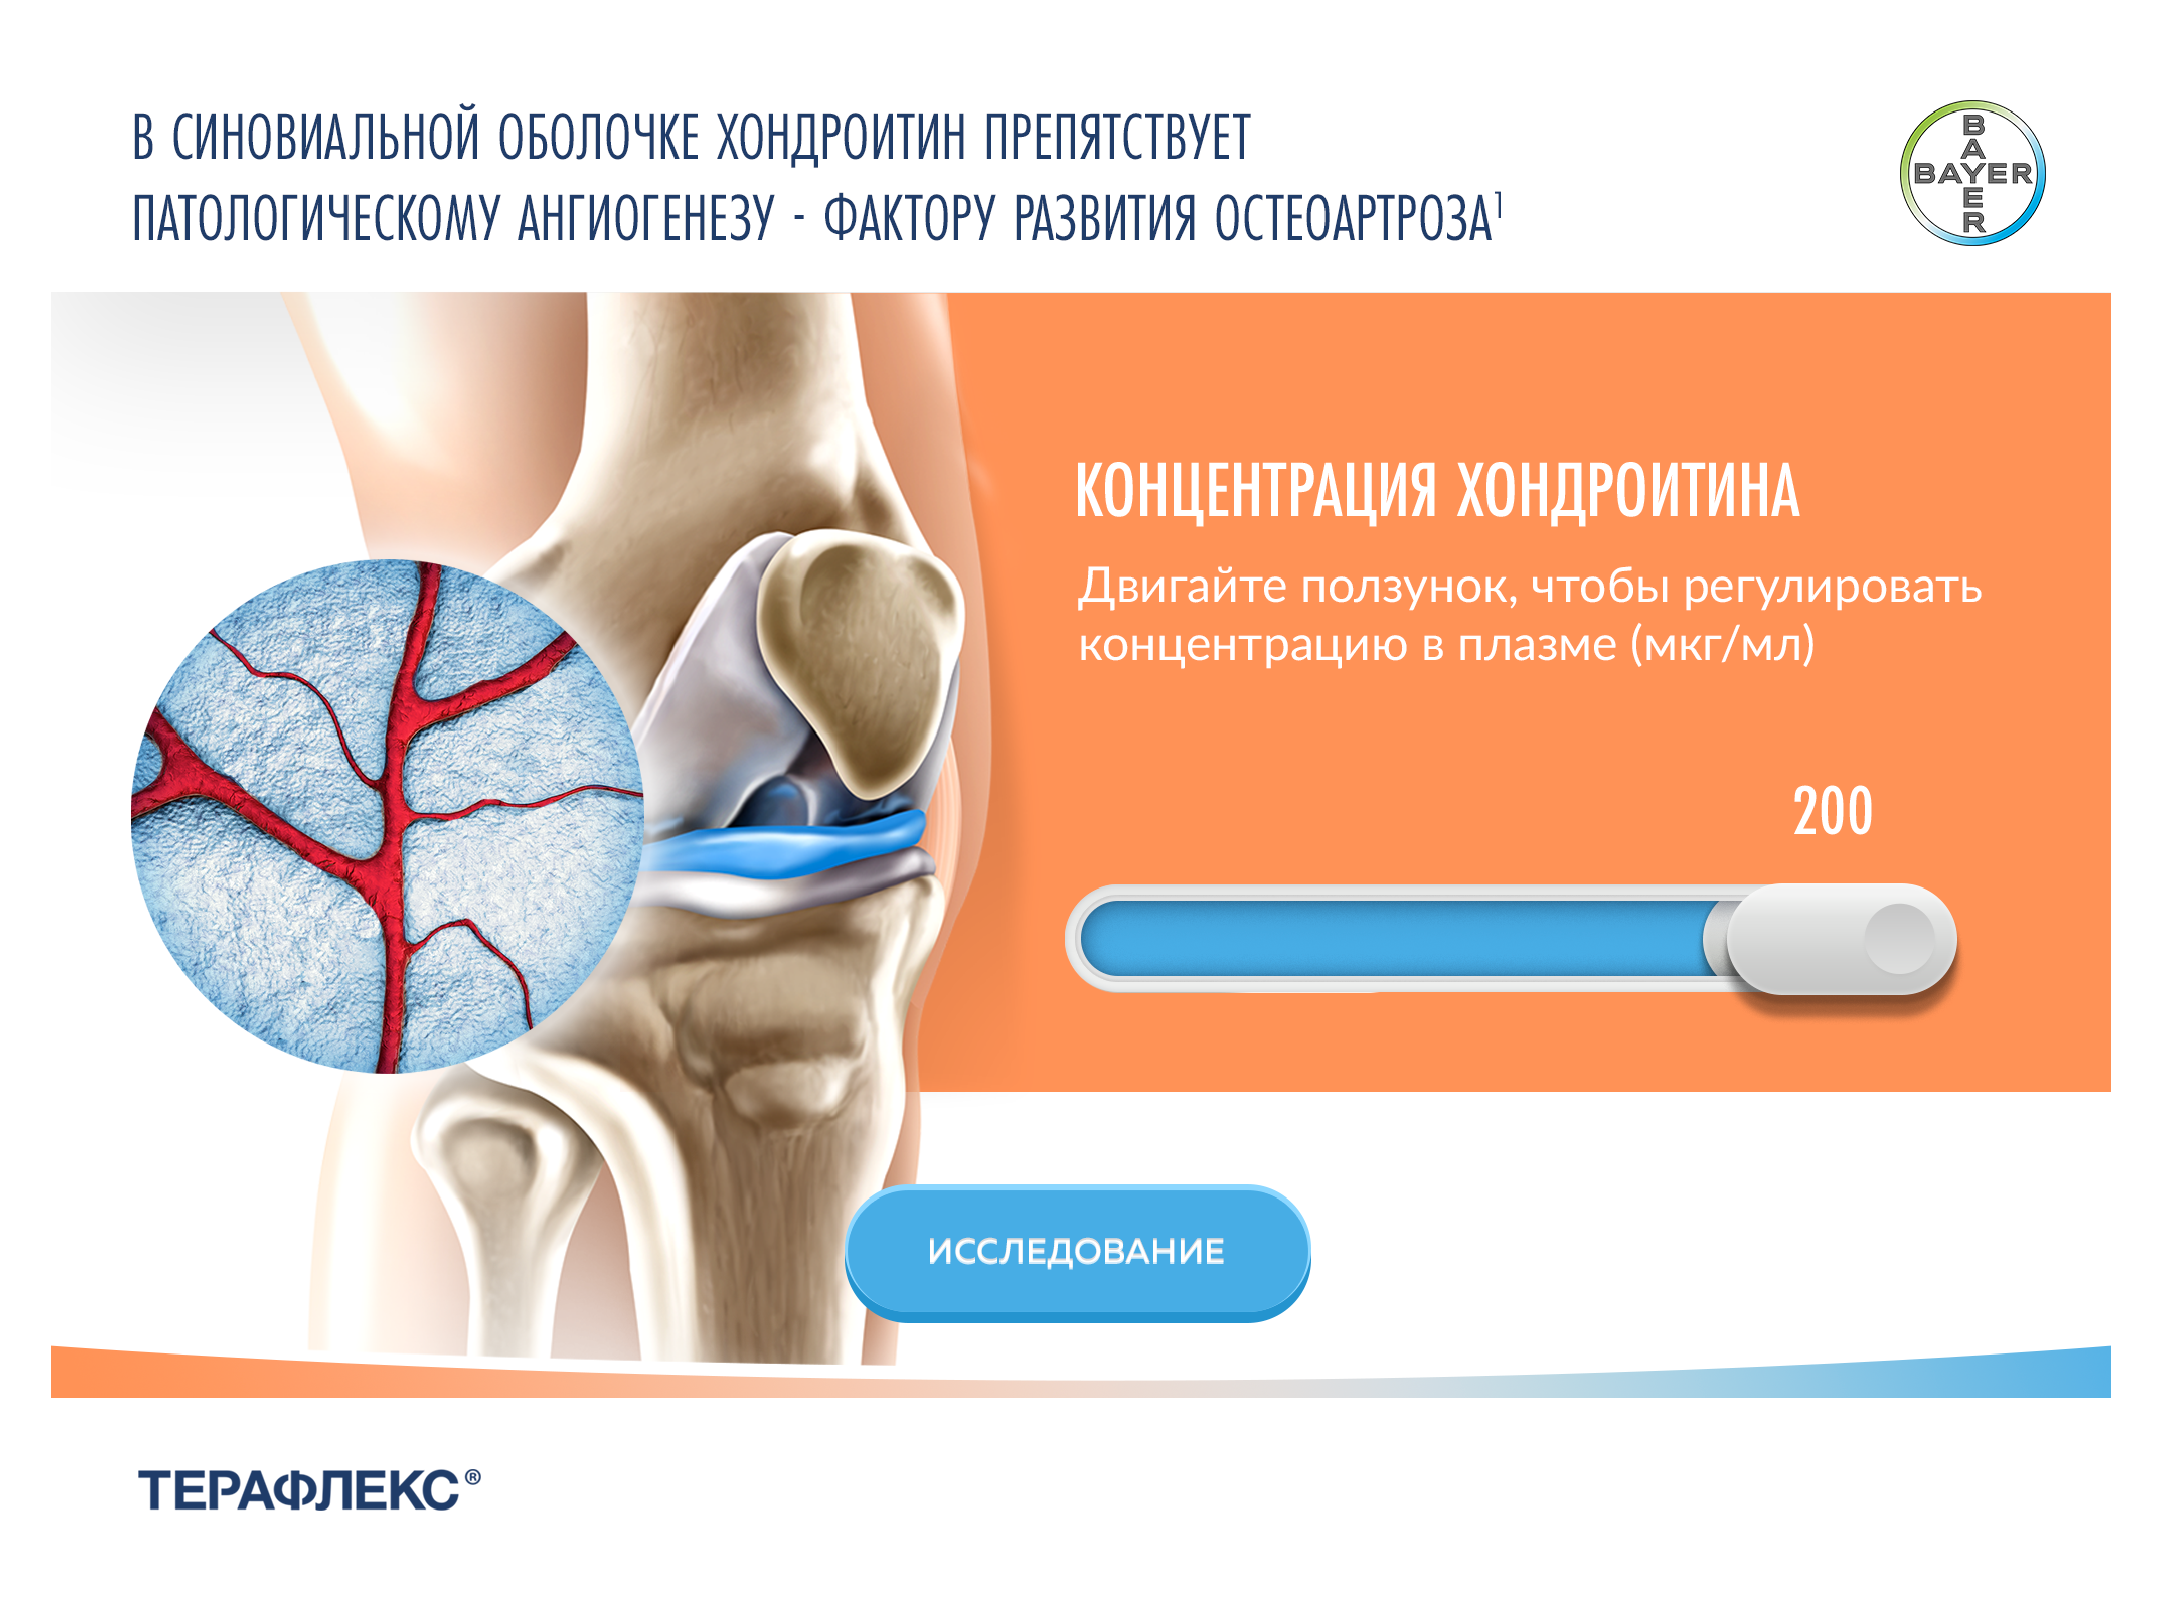 В СИНОВИАЛЬНОЙ ОБОЛОЧКЕ ХОНДРОИТИН ПРЕПЯТСТВУЕТ
ПАТОЛОГИЧЕСКОМУ АНГИОГЕНЕЗУ - ФАКТОРУ РАЗВИТИЯ ОСТЕОАРТРОЗА¹
BAYER
BAYER
КОНЦЕНТРАЦИЯ ХОНДРОИТИНА
Двигайте ползунок, чтобы регулировать
концентрацию в плазме (мкг/мл)
200
ИССЛЕДОВАНИЕ
ТЕРАФЛЕКС®